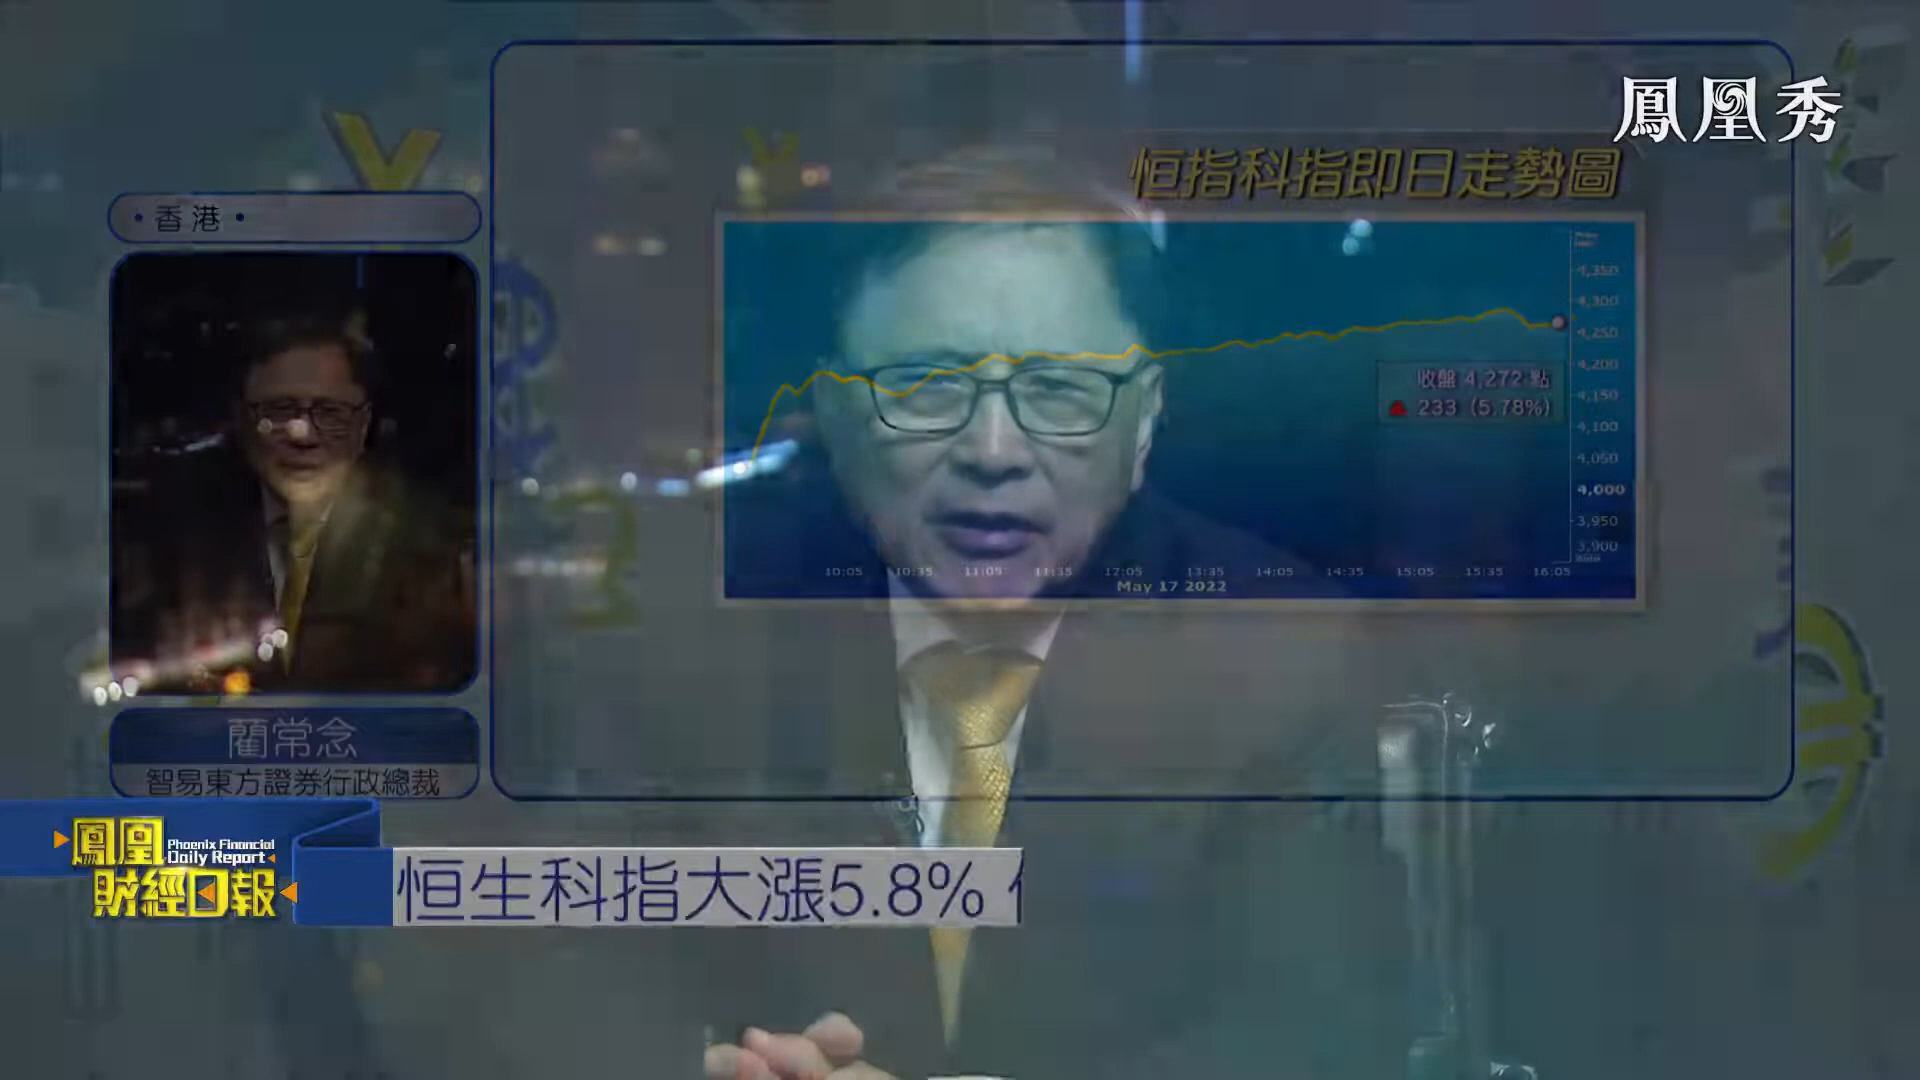 鳳凰秀
恒指科指即日走勢圖
• 香港 •
4,350
4,300
4,250
4,200
收盤 4,272 點
▲ 233 (5.78%)
4,150
4,100
4,050
4,000
3,950
3,900
10:05 10:35 11:05 11:35 12:05 13:35 14:05 14:35 15:05 15:35 16:05
May 17 2022
藺常念
智易東方證券行政總裁
鳳凰 Phoenix Financial
Daily Report
財經日報
恒生科指大漲5.8%